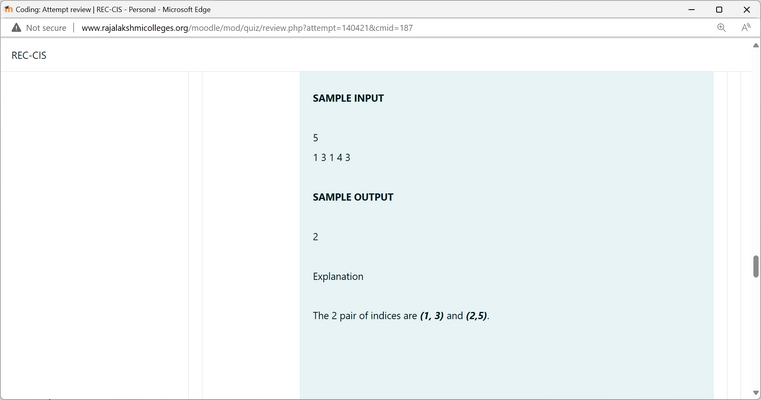 Coding: Attempt review | REC-CIS - Personal - Microsoft Edge
Not secure | www.rajalakshmicolleges.org/moodle/mod/quiz/review.php?attempt=140421&cmid=187
REC-CIS
SAMPLE INPUT
5
1 3 1 4 3
SAMPLE OUTPUT
2
Explanation
The 2 pair of indices are (1, 3) and (2,5).